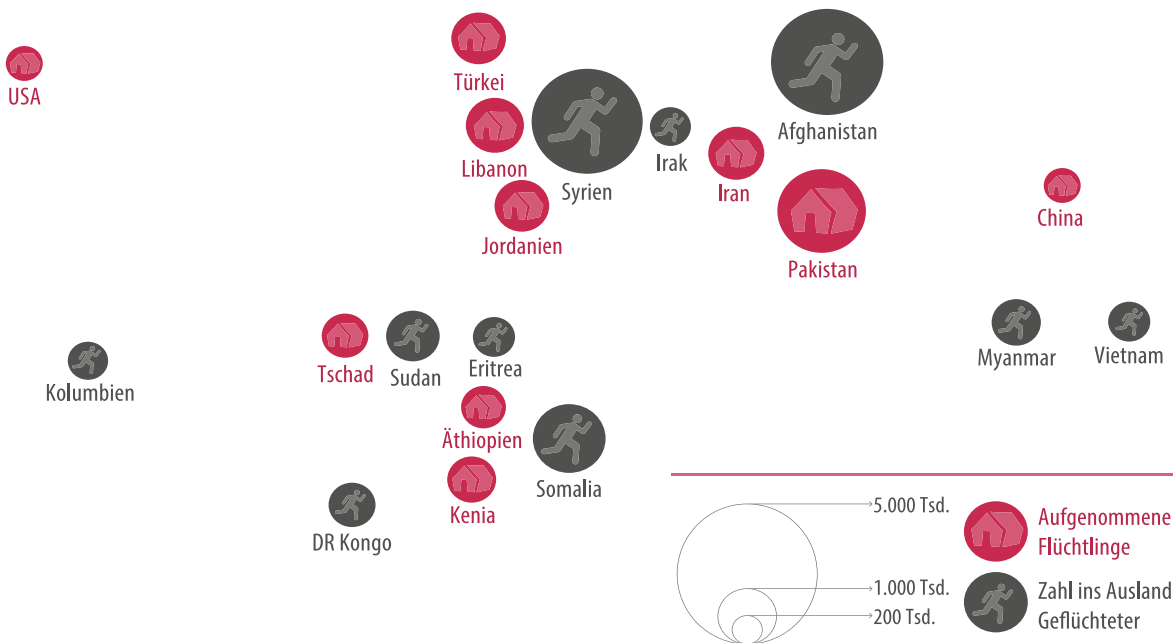 USA
Türkei
Libanon
Jordanien
Syrien
Irak
Iran
Afghanistan
Pakistan
China
Kolumbien
Tschad
Sudan
Eritrea
Äthiopien
Kenia
Somalia
DR Kongo
Myanmar
Vietnam
5.000 Tsd.
1.000 Tsd.
200 Tsd.
Aufgenommene
Flüchtlinge
Zahl ins Ausland
Geflüchteter